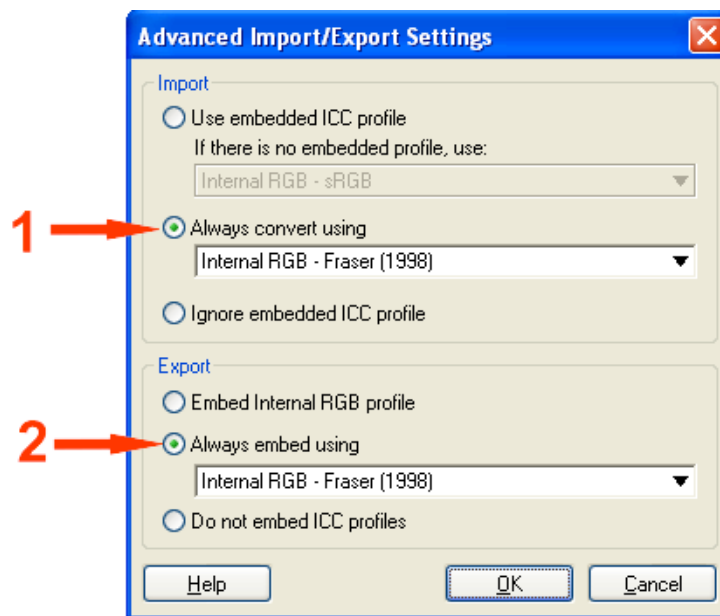 Advanced Import/Export Settings
Import
Use embedded ICC profile
If there is no embedded profile, use:
Internal RGB - sRGB
1
Always convert using
Internal RGB - Fraser (1998)
Ignore embedded ICC profile
Export
Embed Internal RGB profile
2
Always embed using
Internal RGB - Fraser (1998)
Do not embed ICC profiles
Help OK Cancel